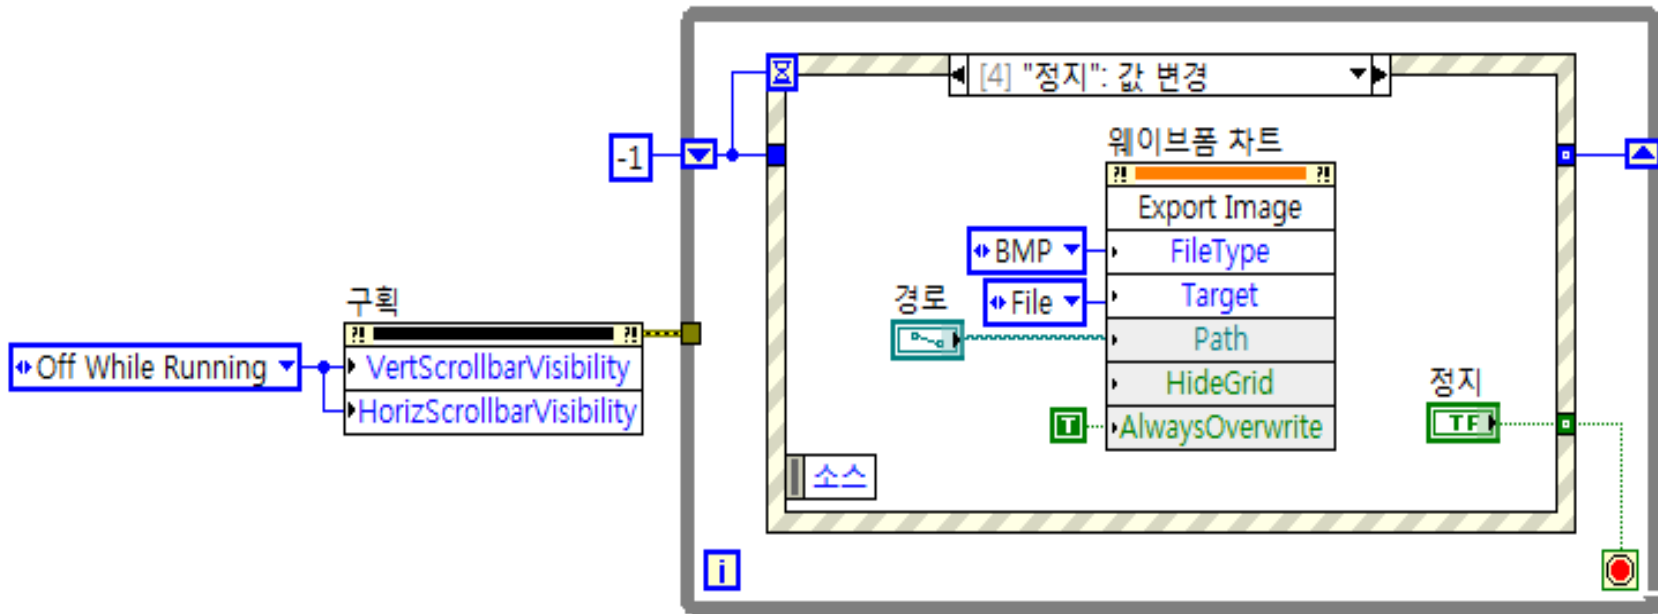 [4] "정지": 값 변경
-1
웨이브폼 차트
?! ?!
Export Image
BMP
FileType
File
Target
경로
Path
HideGrid
T
AlwaysOverwrite
정지
TF
소스
구획
?! ?!
Off While Running
VertScrollbarVisibility
HorizScrollbarVisibility
i